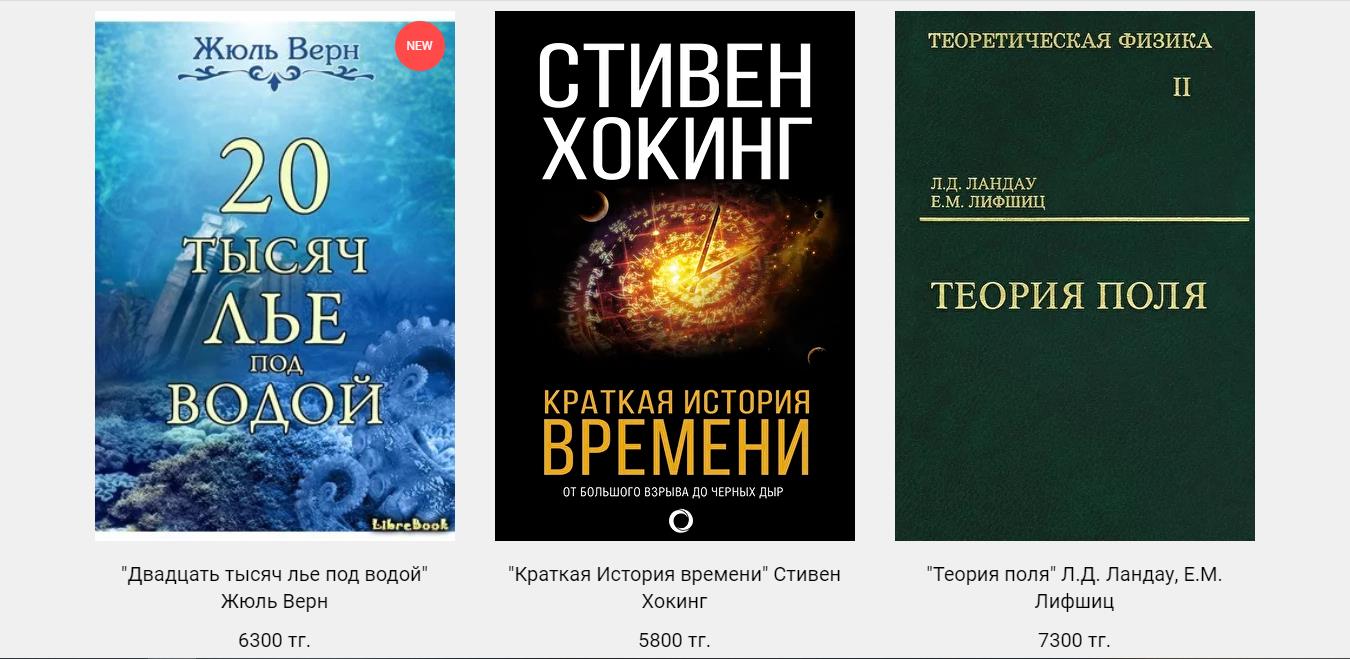 Жюль Верн
NEW
20
ТЫСЯЧ
ЛЬЕ
ПОД
ВОДОЙ
LibreBook
"Двадцать тысяч лье под водой"
Жюль Верн
6300 тг.
СТИВЕН
ХОКИНГ
КРАТКАЯ ИСТОРИЯ
ВРЕМЕНИ
ОТ БОЛЬШОГО ВЗРЫВА ДО ЧЕРНЫХ ДЫР
"Краткая История времени" Стивен
Хокинг
5800 тг.
ТЕОРЕТИЧЕСКАЯ ФИЗИКА
II
Л.Д. ЛАНДАУ
Е.М. ЛИФШИЦ
ТЕОРИЯ ПОЛЯ
"Теория поля" Л.Д. Ландау, Е.М.
Лифшиц
7300 тг.